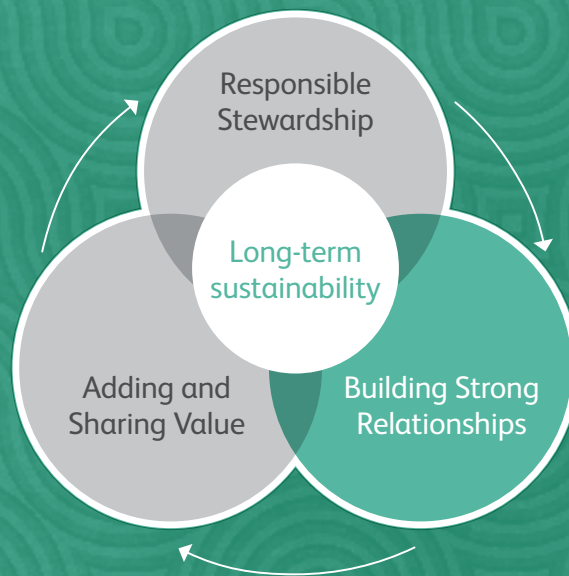 Responsible
Stewardship
Long-term
sustainability
Adding and
Sharing Value
Building Strong
Relationships